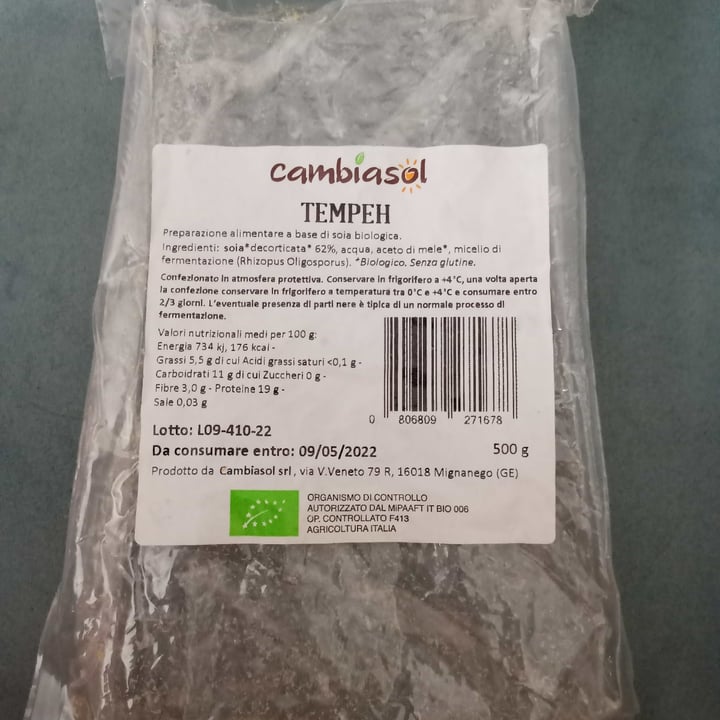 cambiasol
TEMPEH
Preparazione alimentare a base di soia biologica.
Ingredienti: soia*decorticata* 62%, acqua, aceto di mele*, micelio di
fermentazione (Rhizopus Oligosporus). *Biologico. Senza glutine.
Confezionato in atmosfera protettiva. Conservare in frigorifero a +4°C, una volta aperta
la confezione conservare in frigorifero a temperatura tra 0°C e +4°C e consumare entro
2/3 giorni. L'eventuale presenza di parti nere è tipica di un normale processo di
fermentazione.
Valori nutrizionali medi per 100 g:
Energia 734 kj, 176 kcal -
Grassi 5,5 g di cui Acidi grassi saturi <0,1 g -
Carboidrati 11 g di cui Zuccheri 0 g -
Fibre 3,0 g - Proteine 19 g -
Sale 0,03 g
0 806809 271678
Lotto: L09-410-22
Da consumare entro: 09/05/2022 500 g
Prodotto da Cambiasol srl , via V.Veneto 79 R, 16018 Mignanego (GE)
ORGANISMO DI CONTROLLO
AUTORIZZATO DAL MIPAAFT IT BIO 006
OP. CONTROLLATO F413
AGRICOLTURA ITALIA